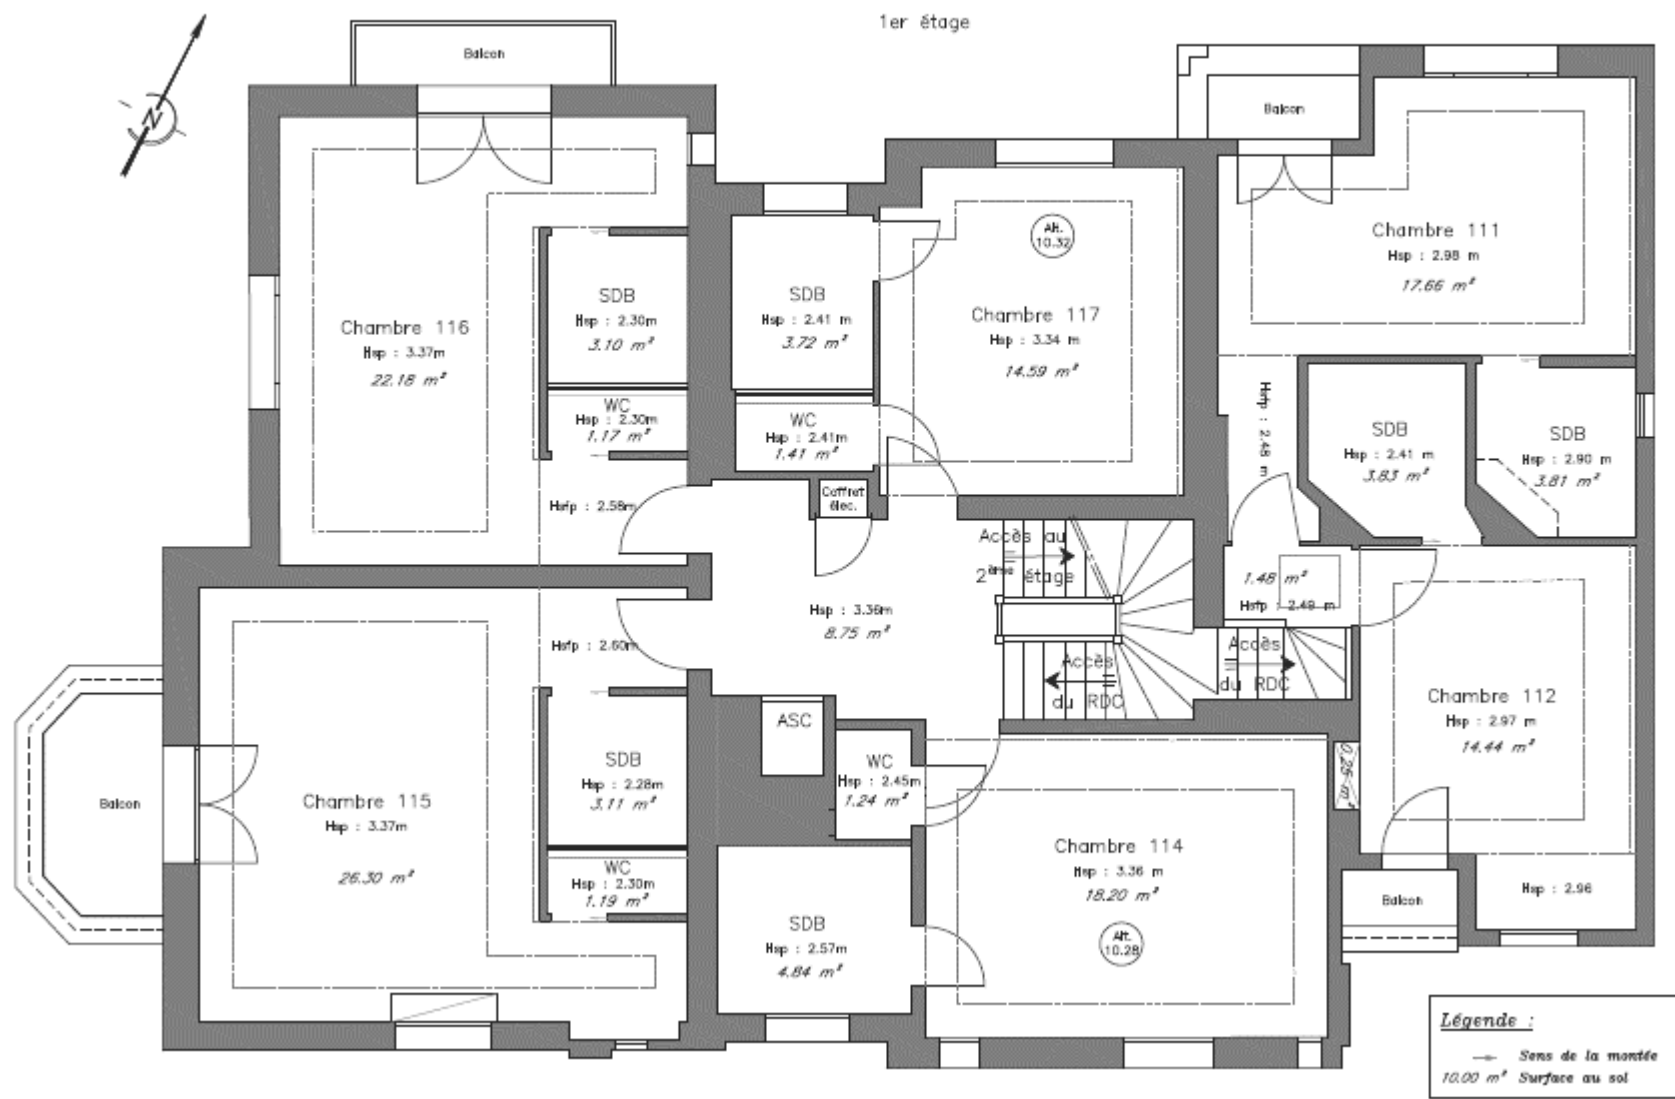 1er étage
N
Balcon
Balcon
Chambre 111
Hsp : 2.98 m
17.66 m²
Alt.
10.32
SDB
Hsp : 2.30m
3.10 m²
SDB
Hsp : 2.41 m
3.72 m²
Chambre 117
Hsp : 3.34 m
14.59 m²
Chambre 116
Hsp : 3.37m
22.18 m²
WC
Hsp : 2.30m
1.17 m²
WC
Hsp : 2.41m
1.41 m²
Hsfp : 2.48 m
SDB
Hsp : 2.41 m
3.83 m²
SDB
Hsp : 2.90 m
3.81 m²
Hsfp : 2.58m
Coffret
élec.
Accès au
2ème étage
1.48 m²
Hsfp : 2.49 m
Hsp : 3.36m
8.75 m²
Hsfp : 2.60m
Accès
du RDC
Accès
du RDC
Chambre 112
Hsp : 2.97 m
14.44 m²
ASC
WC
Hsp : 2.45m
1.24 m²
0.25 m²
SDB
Hsp : 2.28m
3.11 m²
Balcon
Chambre 115
Hsp : 3.37m
26.30 m²
WC
Hsp : 2.30m
1.19 m²
Chambre 114
Hsp : 3.36 m
18.20 m²
Alt.
10.28
SDB
Hsp : 2.57m
4.84 m²
Hsp : 2.96
Balcon
Légende :
Sens de la montée
10.00 m² Surface au sol